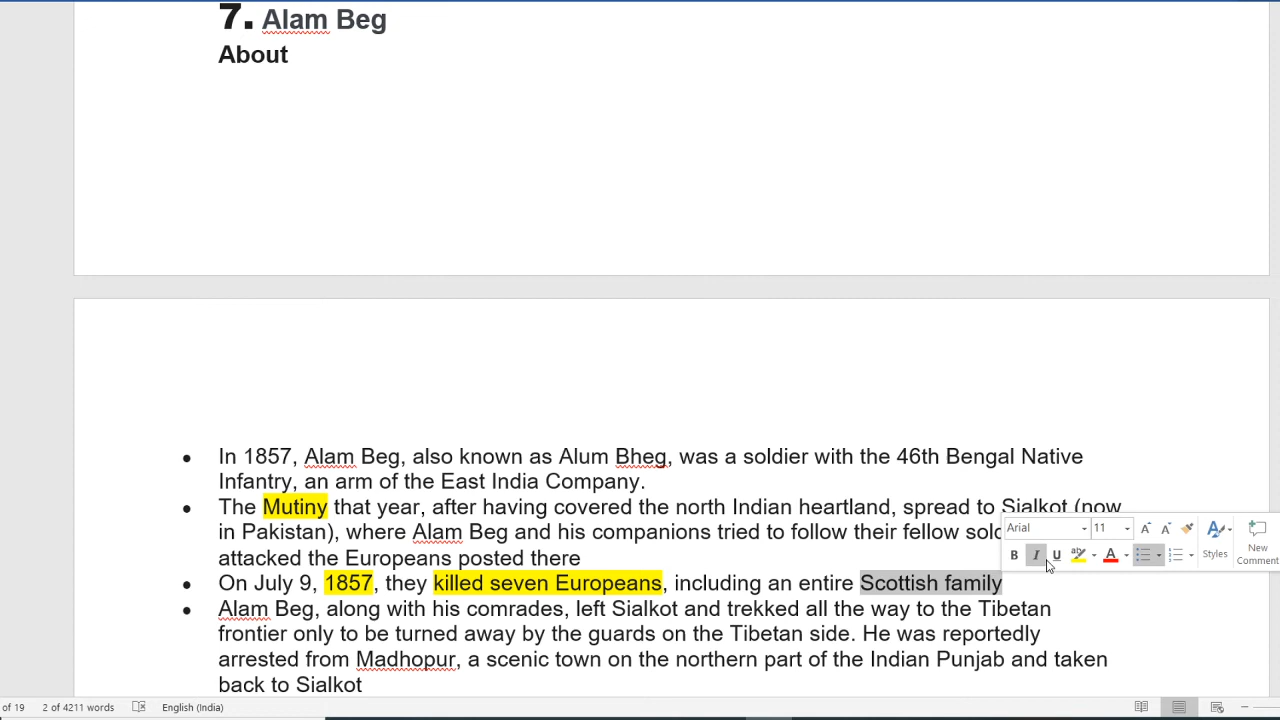 7. Alam Beg
About
In 1857, Alam Beg, also known as Alum Bheg, was a soldier with the 46th Bengal Native
Infantry, an arm of the East India Company.
The Mutiny that year, after having covered the north Indian heartland, spread to Sialkot (now
in Pakistan), where Alam Beg and his companions tried to follow their fellow
attacked the Europeans posted there
On July 9, 1857, they killed seven Europeans, including an entire Scottish family
Alam Beg, along with his comrades, left Sialkot and trekked all the way to the Tibetan
frontier only to be turned away by the guards on the Tibetan side. He was reportedly
arrested from Madhopur, a scenic town on the northern part of the Indian Punjab and taken
back to Sialkot
Arial 11 A A
B I U ab A Styles New
Comment
of 19 2 of 4211 words English (India)